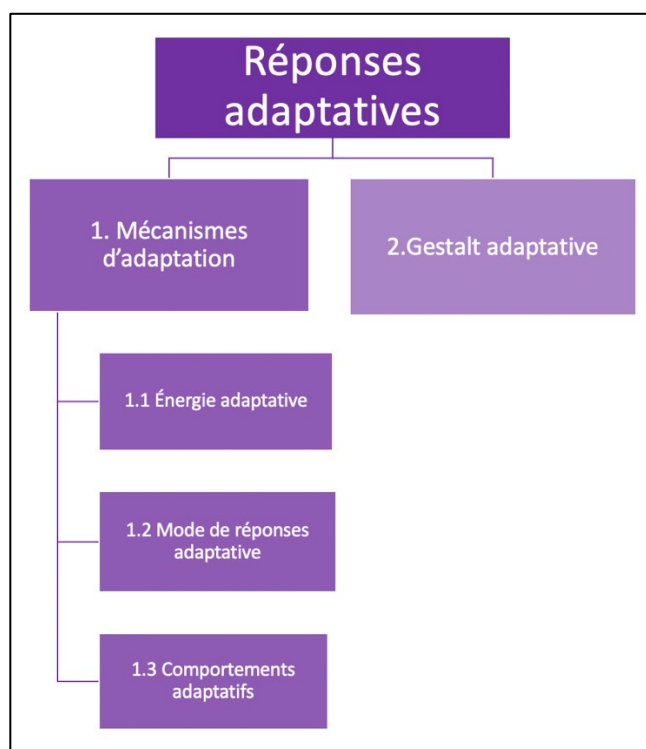 Réponses
adaptatives
1. Mécanismes
d'adaptation
2.Gestalt adaptative
1.1 Énergie adaptative
1.2 Mode de réponses
adaptative
1.3 Comportements
adaptatifs